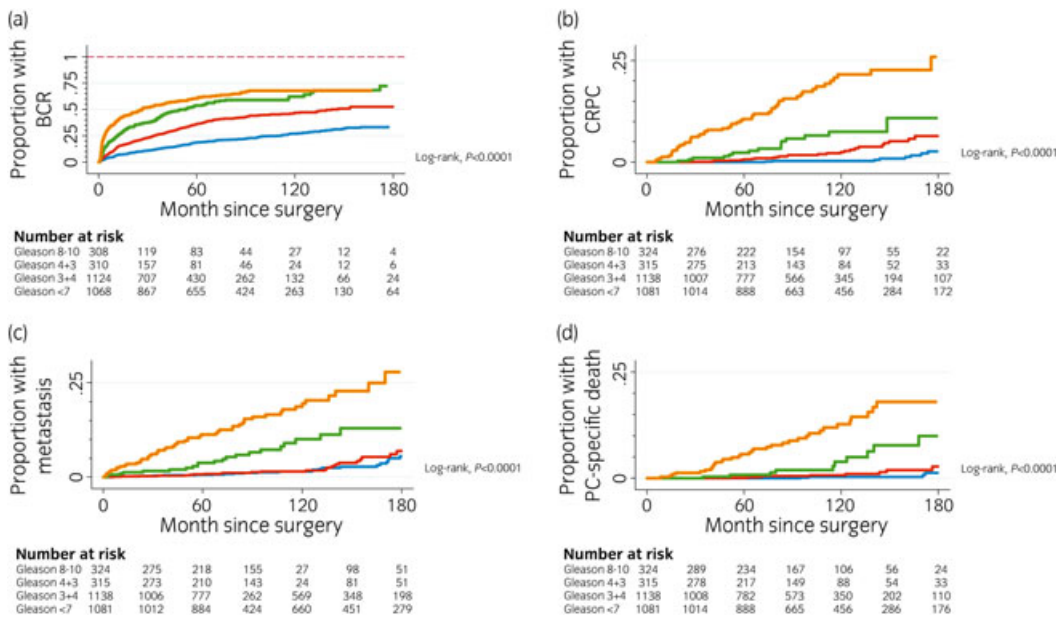 (a)
Proportion with
BCR
1
.75
.5
.25
0
0 60 120 180
Month since surgery
Log-rank, P<0.0001
Number at risk
Gleason 8-10 308 119 83 44 27 12 4
Gleason 4+3 310 157 81 46 24 12 6
Gleason 3+4 1124 707 430 262 132 66 24
Gleason <7 1068 867 655 424 263 130 64
(b)
Proportion with
CRPC
.25
0
0 60 120 180
Month since surgery
Log-rank, P<0.0001
Number at risk
Gleason 8-10 324 276 222 154 97 55 22
Gleason 4+3 315 275 213 143 84 52 33
Gleason 3+4 1138 1007 777 566 345 194 107
Gleason <7 1081 1014 888 663 456 284 172
(c)
Proportion with
metastasis
.25
0
0 60 120 180
Month since surgery
Log-rank, P<0.0001
Number at risk
Gleason 8-10 324 275 218 155 27 98 51
Gleason 4+3 315 273 210 143 24 81 51
Gleason 3+4 1138 1006 777 262 569 348 198
Gleason <7 1081 1012 884 424 660 451 279
(d)
Proportion with
PC-specific death
.25
0
0 60 120 180
Month since surgery
Log-rank, P<0.0001
Number at risk
Gleason 8-10 324 289 234 167 106 56 24
Gleason 4+3 315 278 217 149 88 54 33
Gleason 3+4 1138 1008 782 573 350 202 110
Gleason <7 1081 1014 888 665 456 286 176